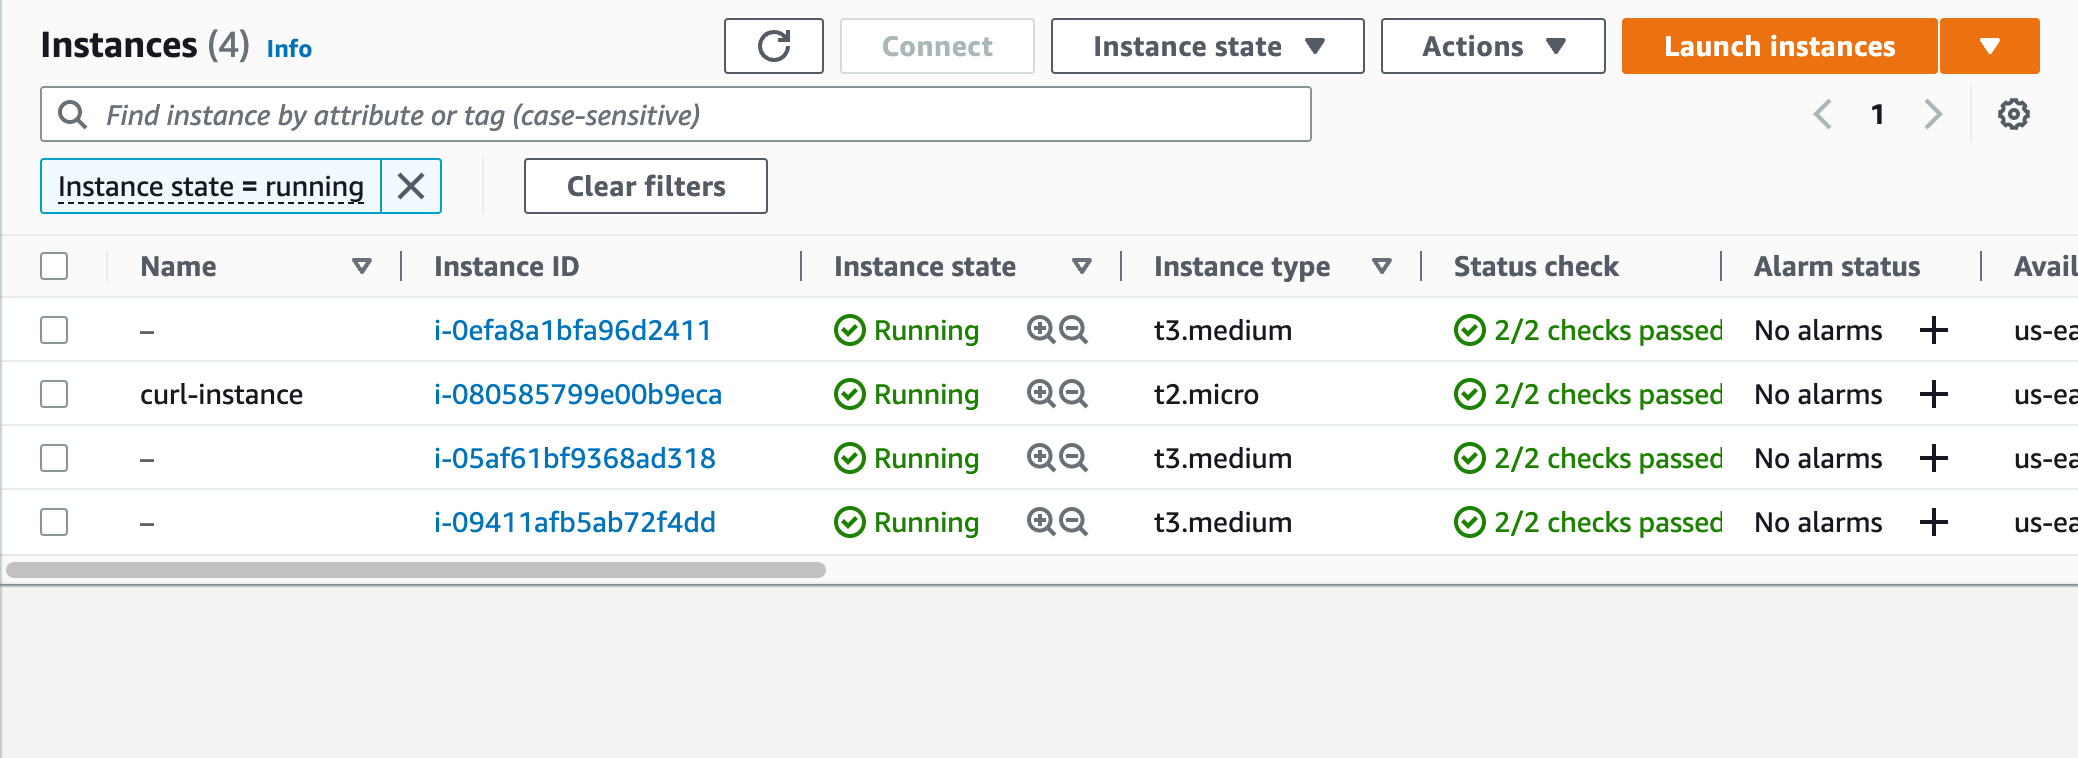 Instances (4) Info Connect Instance state Actions Launch instances
Find instance by attribute or tag (case-sensitive) 1
Instance state = running Clear filters
Name Instance ID Instance state Instance type Status check Alarm status Avail
– i-0efa8a1bfa96d2411 Running t3.medium 2/2 checks passed No alarms us-ea
curl-instance i-080585799e00b9eca Running t2.micro 2/2 checks passed No alarms us-ea
– i-05af61bf9368ad318 Running t3.medium 2/2 checks passed No alarms us-ea
– i-09411afb5ab72f4dd Running t3.medium 2/2 checks passed No alarms us-ea